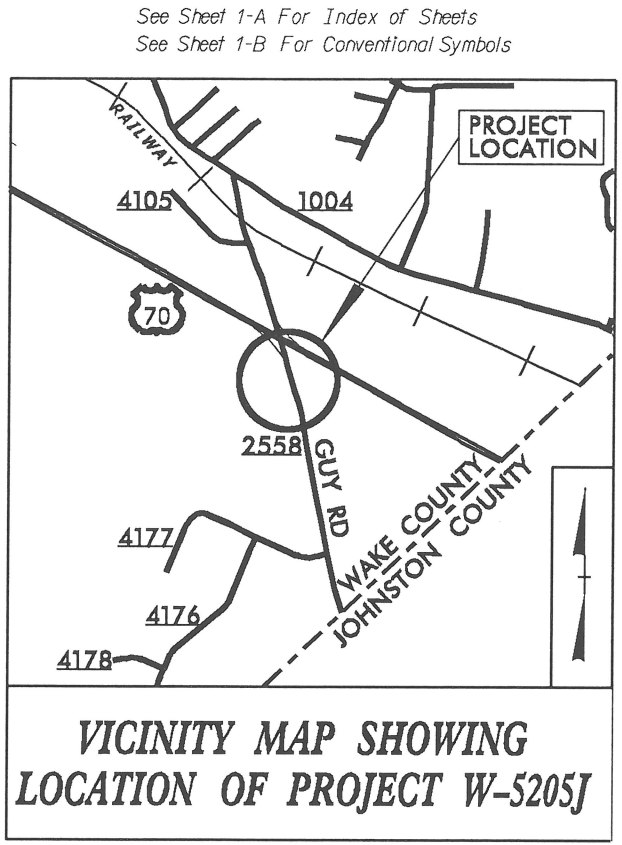 See Sheet 1-A For Index of Sheets
See Sheet 1-B For Conventional Symbols
RAILWAY
PROJECT
LOCATION
4105
1004
70
2558
GUY RD
WAKE COUNTY
JOHNSTON COUNTY
4177
4176
4178
VICINITY MAP SHOWING
LOCATION OF PROJECT W-5205J